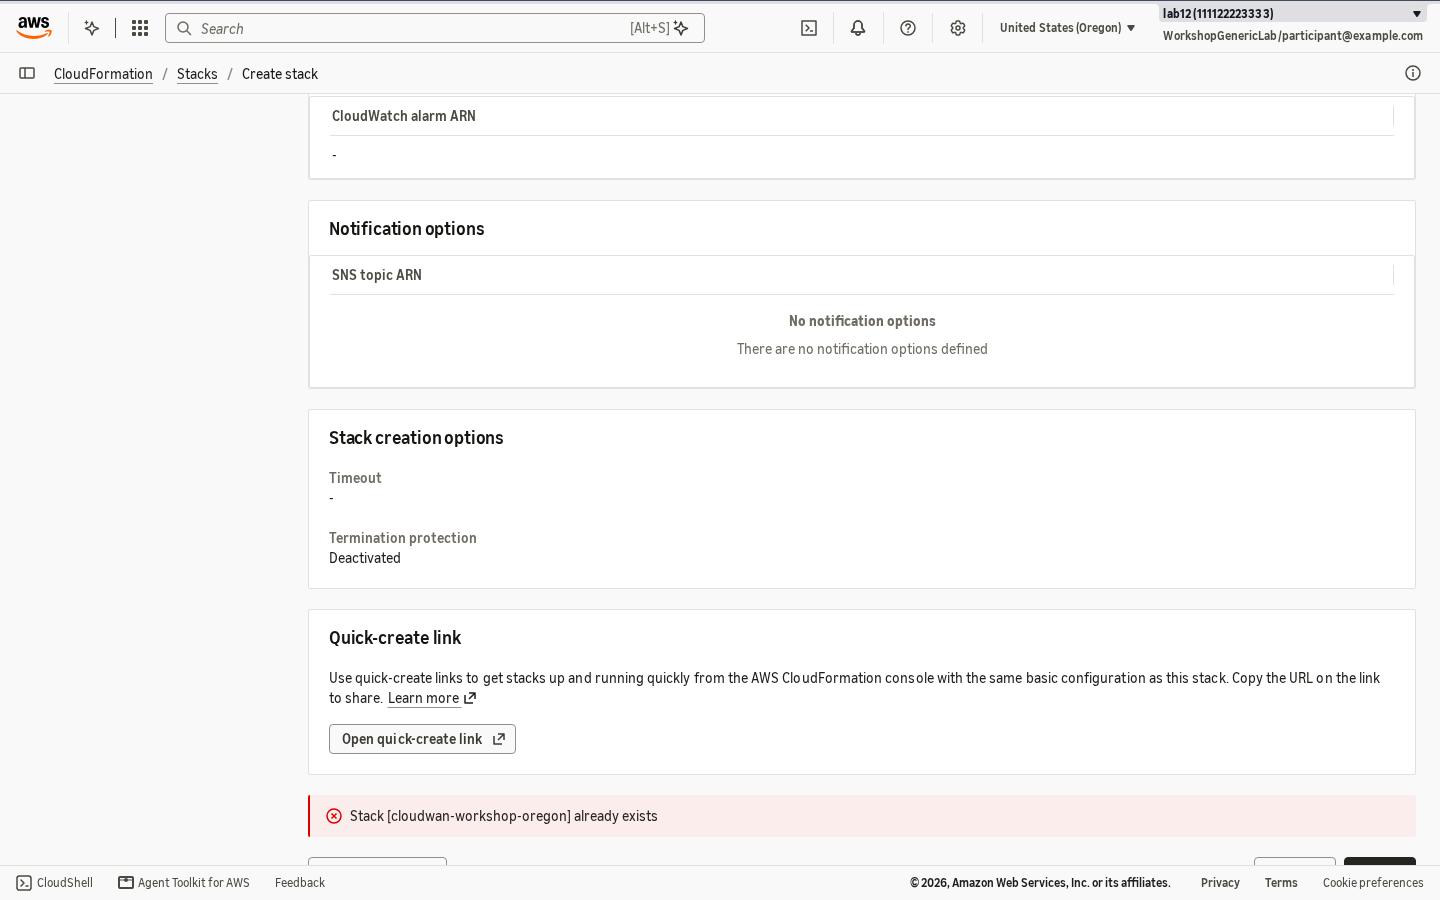 aws
Search
[Alt+S]
United States (Oregon)
lab12 (111122223333)
WorkshopGenericLab/participant@example.com
CloudFormation / Stacks / Create stack
CloudWatch alarm ARN
-
Notification options
SNS topic ARN
No notification options
There are no notification options defined
Stack creation options
Timeout
-
Termination protection
Deactivated
Quick-create link
Use quick-create links to get stacks up and running quickly from the AWS CloudFormation console with the same basic configuration as this stack. Copy the URL on the link
to share. Learn more
Open quick-create link
Stack [cloudwan-workshop-oregon] already exists
CloudShell
Agent Toolkit for AWS
Feedback
© 2026, Amazon Web Services, Inc. or its affiliates.
Privacy
Terms
Cookie preferences